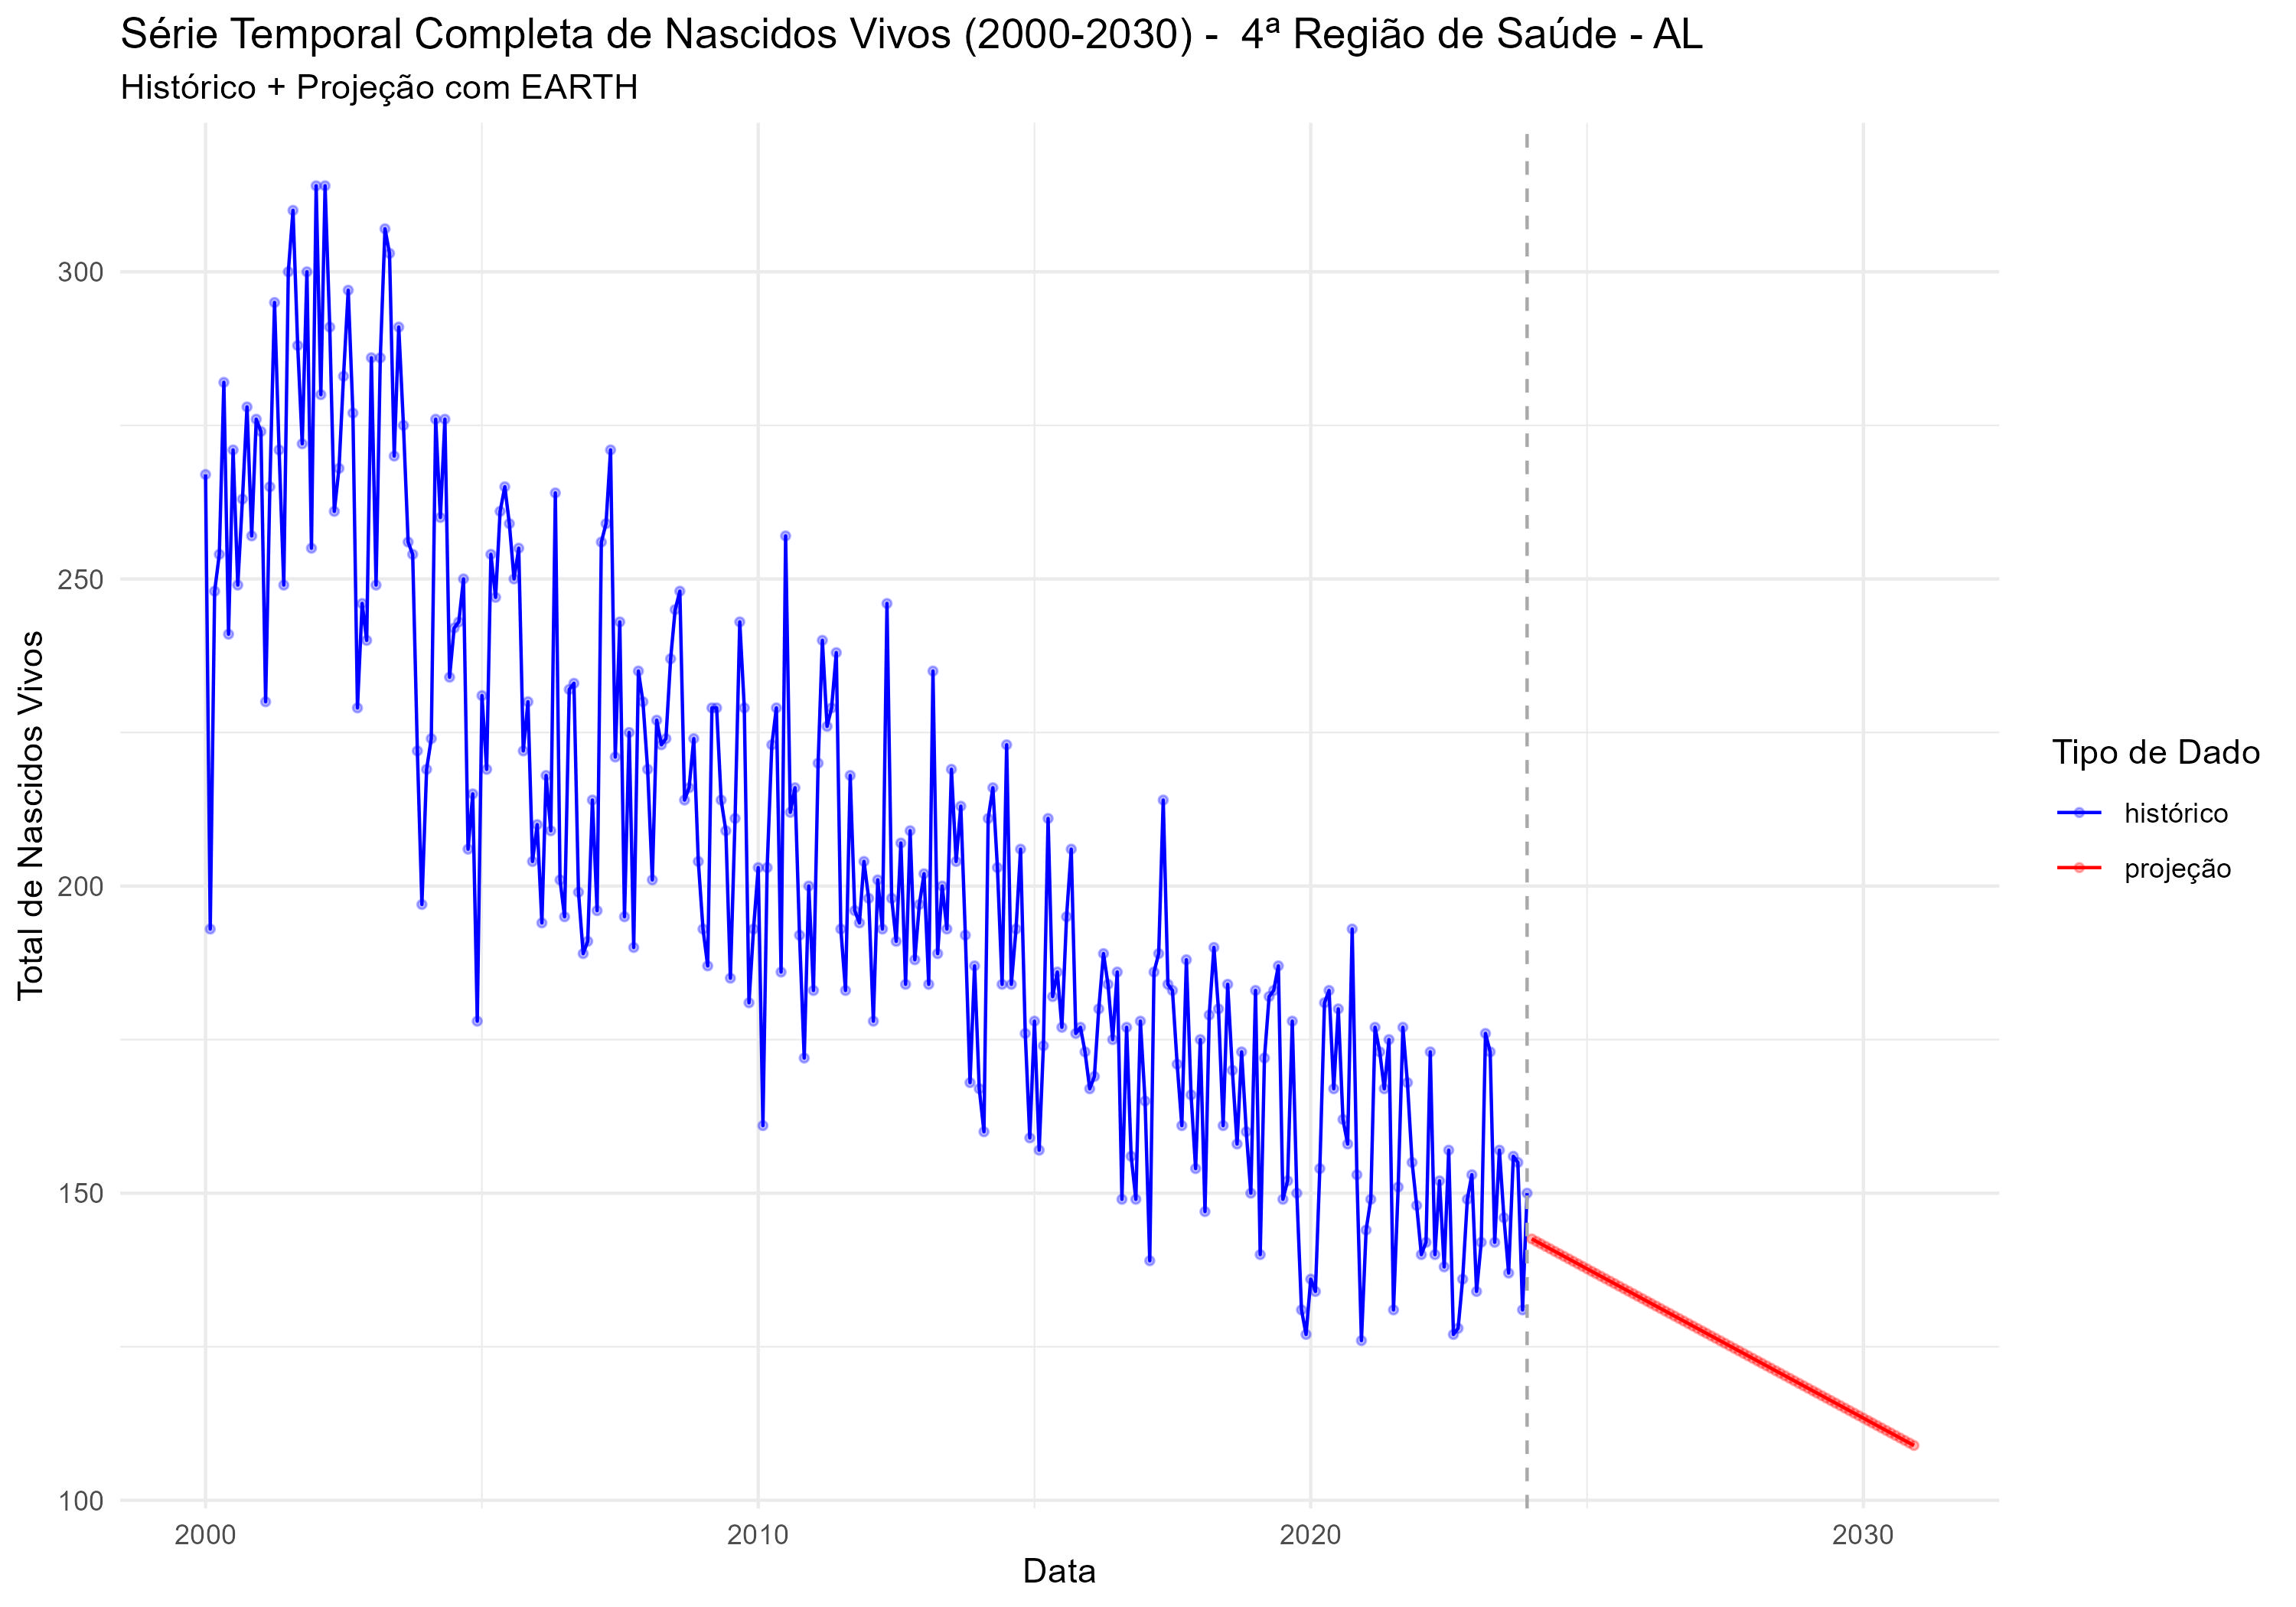 Série Temporal Completa de Nascidos Vivos (2000-2030) -  4ª Região de Saúde - AL
Histórico + Projeção com EARTH
Total de Nascidos Vivos
300
250
200
150
100
2000
2010
2020
2030
Data
Tipo de Dado
histórico
projeção